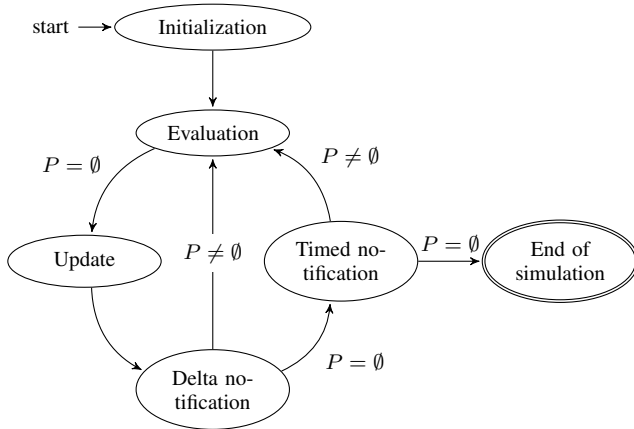 start
Initialization
Evaluation
P = ∅
P ≠ ∅
Update
P ≠ ∅
Timed no-
tification
P = ∅
End of
simulation
P = ∅
Delta no-
tification